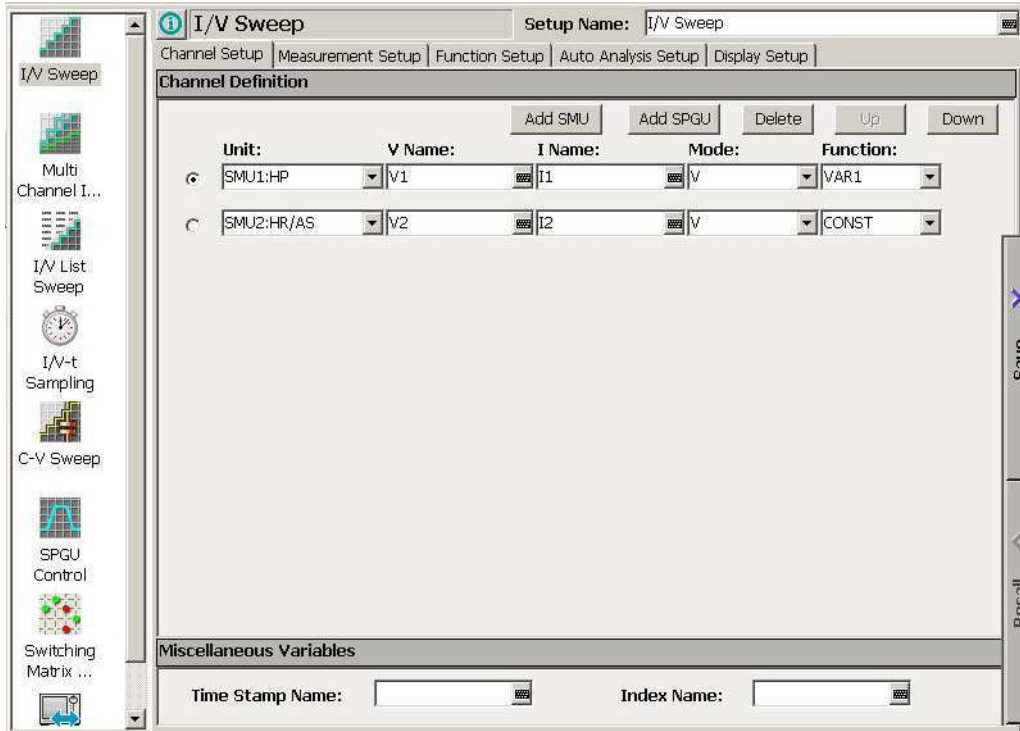 I/V Sweep
Setup Name: I/V Sweep
Channel Setup Measurement Setup Function Setup Auto Analysis Setup Display Setup
Channel Definition
Add SMU Add SPGU Delete Up Down
Unit: V Name: I Name: Mode: Function:
SMU1:HP V1 I1 V VAR1
SMU2:HR/AS V2 I2 V CONST
Miscellaneous Variables
Time Stamp Name: Index Name:
I/V Sweep
Multi
Channel I...
I/V List
Sweep
I/V-t
Sampling
C-V Sweep
SPGU
Control
Switching
Matrix ...
Recall